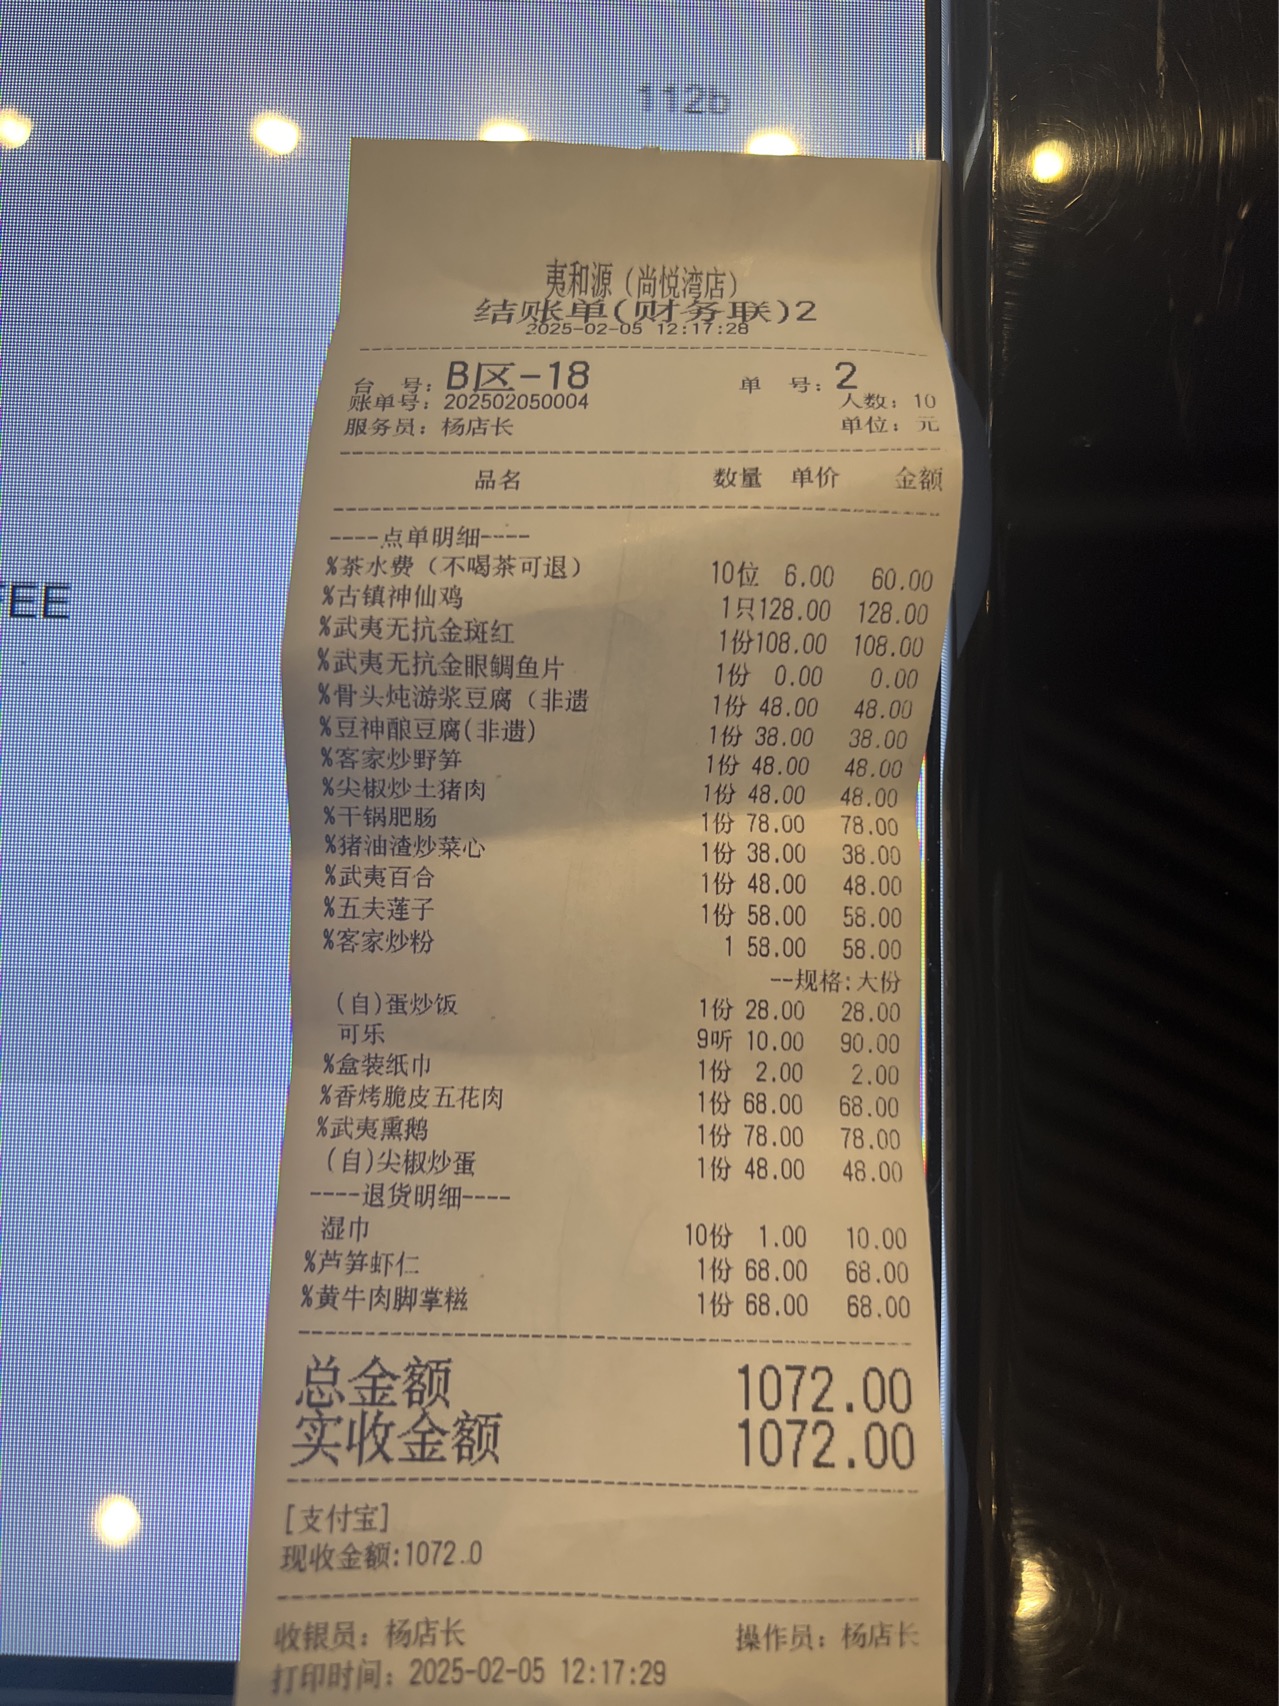 112b
FEE
夷和源（尚悦湾店）
结账单(财务联)2
2025-02-05 12:17:28
台 号：B区-18 单 号：2
账单号：202502050004 人数：10
服务员：杨店长 单位：元
品名 数量 单价 金额
----点单明细----
%茶水费（不喝茶可退） 10位 6.00 60.00
%古镇神仙鸡 1只128.00 128.00
%武夷无抗金斑红 1份108.00 108.00
%武夷无抗金眼鲷鱼片 1份 0.00 0.00
%骨头炖游浆豆腐（非遗 1份 48.00 48.00
%豆神酿豆腐(非遗) 1份 38.00 38.00
%客家炒野笋 1份 48.00 48.00
%尖椒炒土猪肉 1份 48.00 48.00
%干锅肥肠 1份 78.00 78.00
%猪油渣炒菜心 1份 38.00 38.00
%武夷百合 1份 48.00 48.00
%五夫莲子 1份 58.00 58.00
%客家炒粉 1 58.00 58.00
--规格:大份
(自)蛋炒饭 1份 28.00 28.00
可乐 9听 10.00 90.00
%盒装纸巾 1份 2.00 2.00
%香烤脆皮五花肉 1份 68.00 68.00
%武夷熏鹅 1份 78.00 78.00
(自)尖椒炒蛋 1份 48.00 48.00
----退货明细----
湿巾 10份 1.00 10.00
%芦笋虾仁 1份 68.00 68.00
%黄牛肉脚掌糍 1份 68.00 68.00
总金额 1072.00
实收金额 1072.00
[支付宝]
现收金额:1072.0
收银员：杨店长 操作员：杨店长
打印时间：2025-02-05 12:17:29